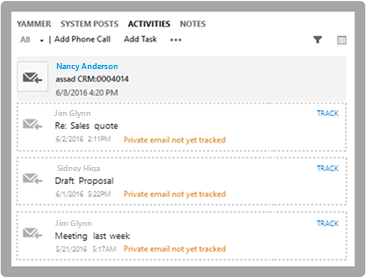 YAMMER SYSTEM POSTS ACTIVITIES NOTES
All | Add Phone Call Add Task •••
Nancy Anderson
assad CRM:0004014
6/8/2016 4:20 PM
Jim Glynn TRACK
Re: Sales quote
6/2/2016 2:11PM Private email not yet tracked
Sidney Higa TRACK
Draft Proposal
6/1/2016 5:22PM Private email not yet tracked
Jim Glynn TRACK
Meeting last week
5/21/2016 5:17AM Private email not yet tracked